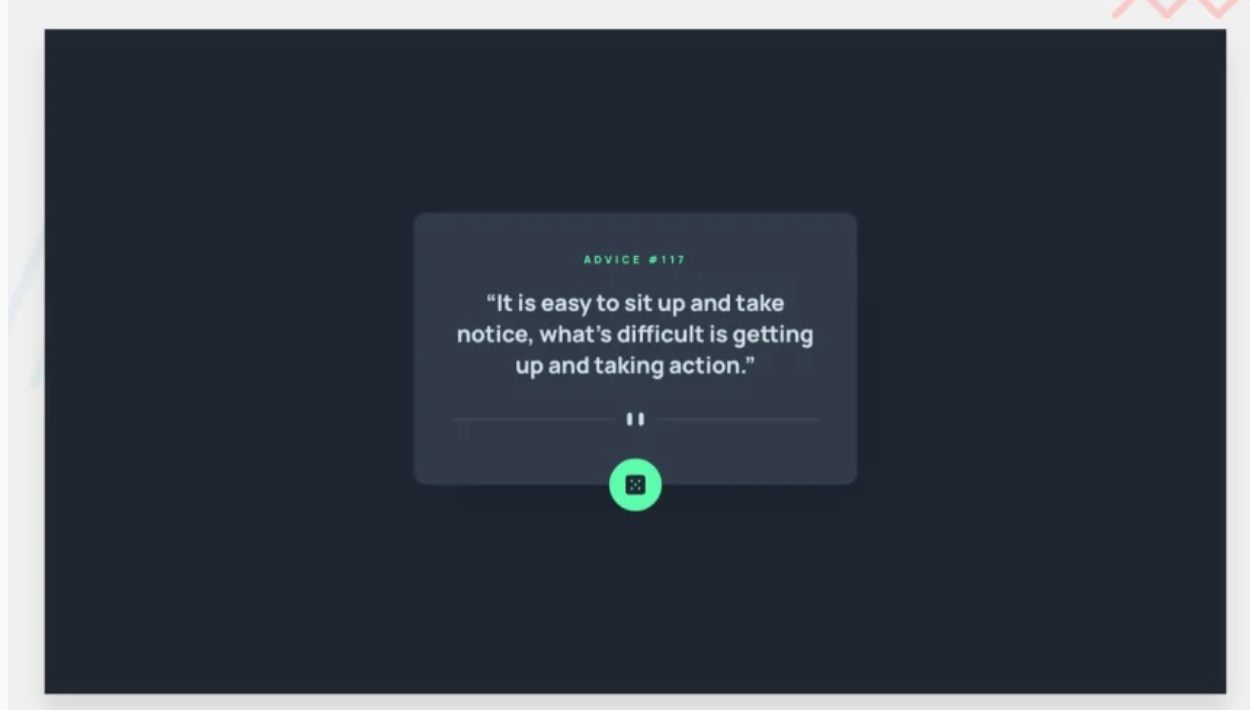 ADVICE #117
“It is easy to sit up and take
notice, what’s difficult is getting
up and taking action.”